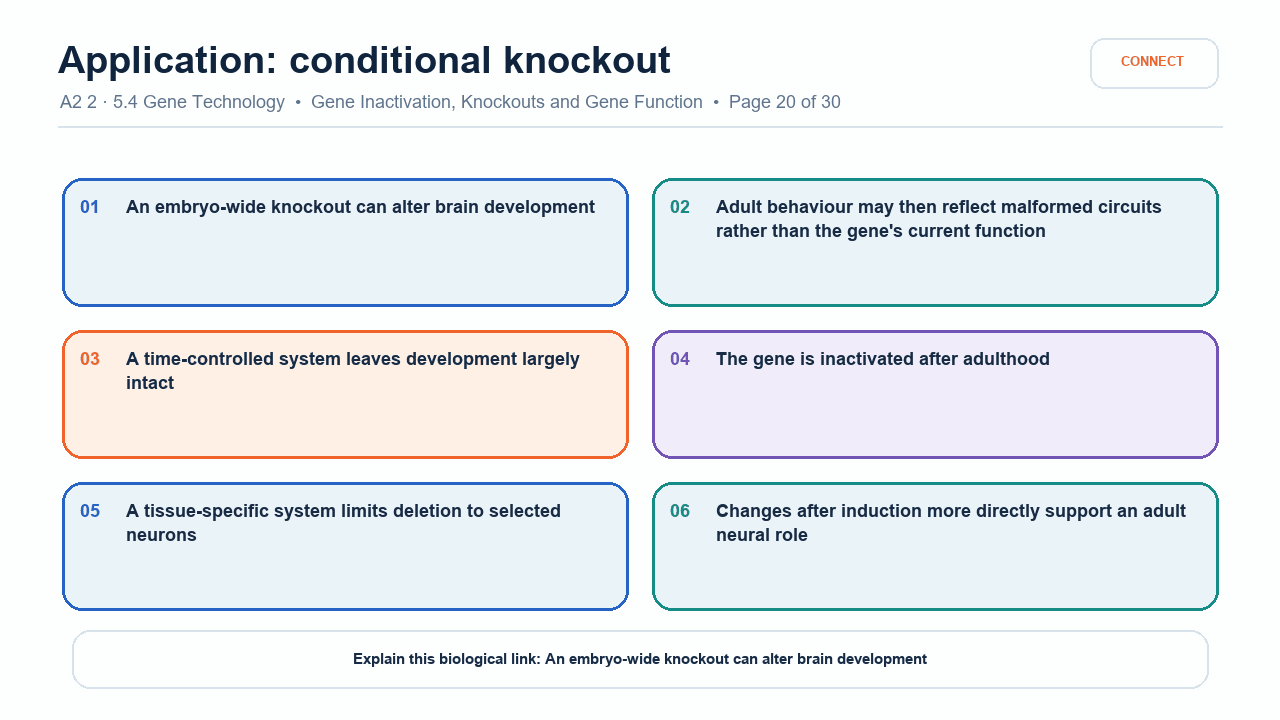 Application: conditional knockout
CONNECT
A2 2 · 5.4 Gene Technology • Gene Inactivation, Knockouts and Gene Function • Page 20 of 30
01 An embryo-wide knockout can alter brain development
02 Adult behaviour may then reflect malformed circuits
rather than the gene's current function
03 A time-controlled system leaves development largely
intact
04 The gene is inactivated after adulthood
05 A tissue-specific system limits deletion to selected
neurons
06 Changes after induction more directly support an adult
neural role
Explain this biological link: An embryo-wide knockout can alter brain development